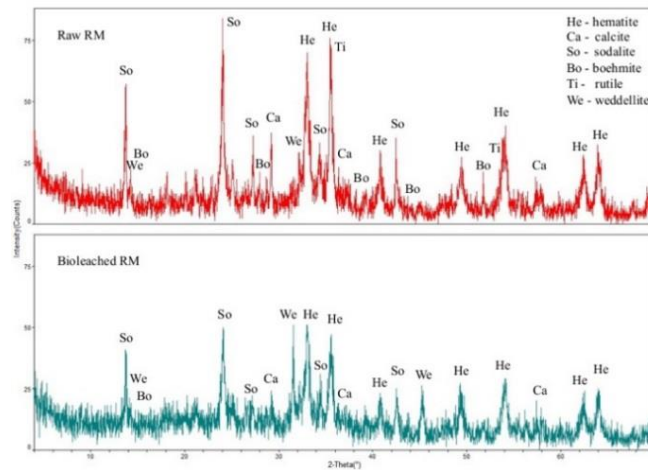 Raw RM
He - hematite
Ca - calcite
So - sodalite
Bo - boehmite
Ti - rutile
We - weddellite
75
50
25
0
So
Bo
We
So
So
Bo
Ca
We
He
So
He
Ti
Ca
Bo
He
So
Bo
He
Bo
He
Ti
Ca
He
He
Intensity(Counts)
Bioleached RM
75
50
25
0
So
We
Bo
So
So
Ca
We
He
So
He
Ca
He
So
We
He
He
Ca
He
He
10
20
30
40
50
60
2-Theta(°)